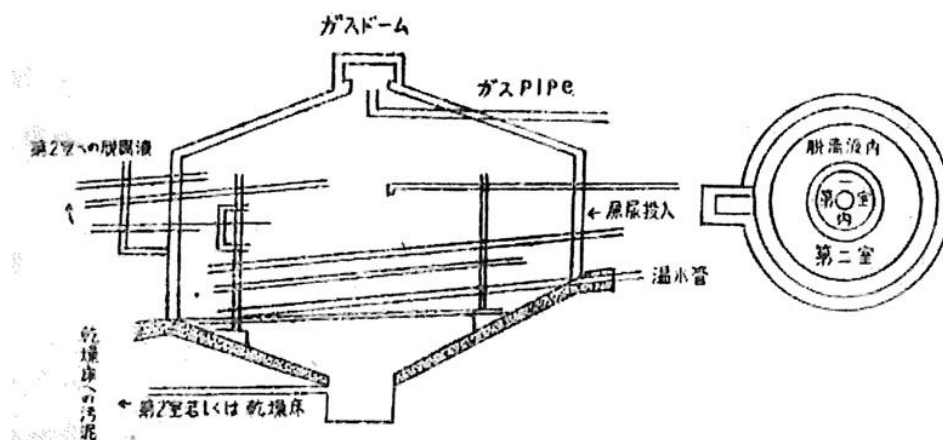 ガスドーム
ガスPIPe
第2室への脱離液
←屎尿投入
温水管
乾燥床への汚泥
←第2室若しくは乾燥床
脱離液内
第一室内
第二室